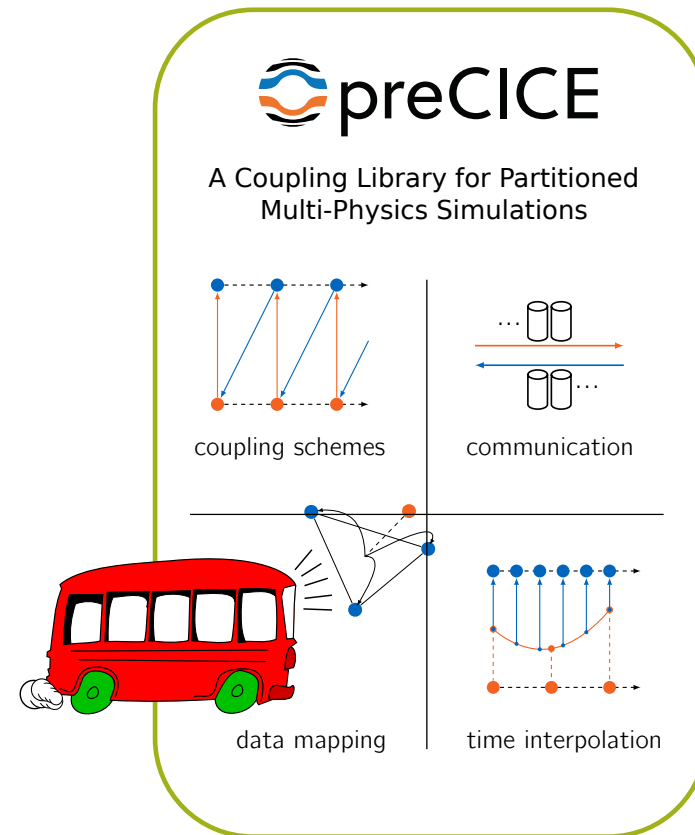 preCICE
A Coupling Library for Partitioned
Multi-Physics Simulations
...
...
coupling schemes
communication
data mapping
time interpolation